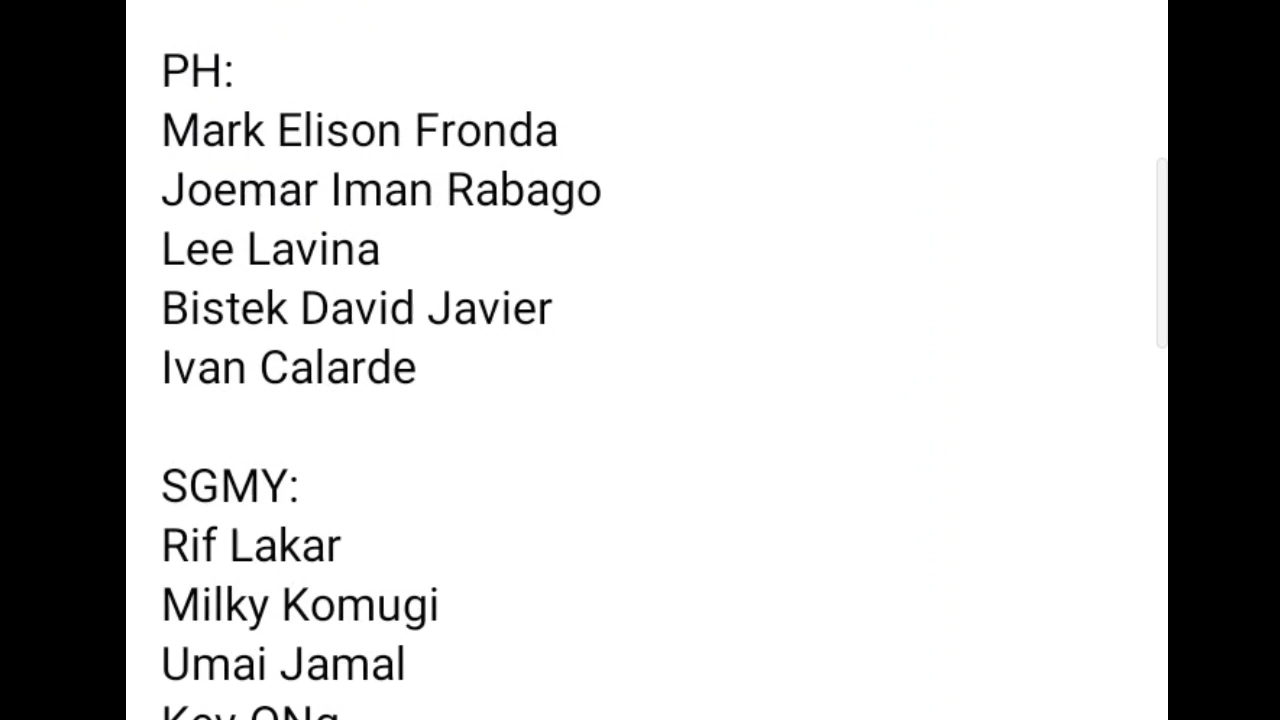 PH:
Mark Elison Fronda
Joemar Iman Rabago
Lee Lavina
Bistek David Javier
Ivan Calarde
SGMY:
Rif Lakar
Milky Komugi
Umai Jamal